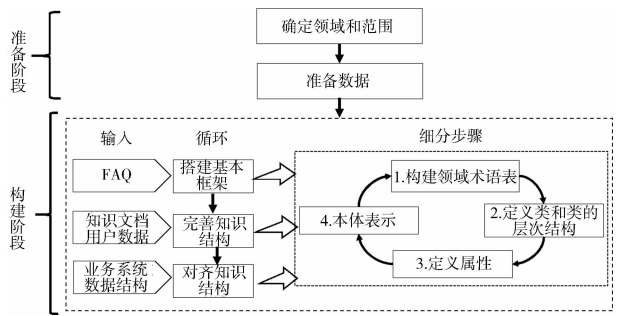 准备阶段
确定领域和范围
准备数据
构建阶段
输入
循环
细分步骤
FAQ
搭建基本
框架
知识文档
用户数据
完善知识
结构
业务系统
数据结构
对齐知识
结构
1.构建领域术语表
2.定义类和类的
层次结构
3.定义属性
4.本体表示